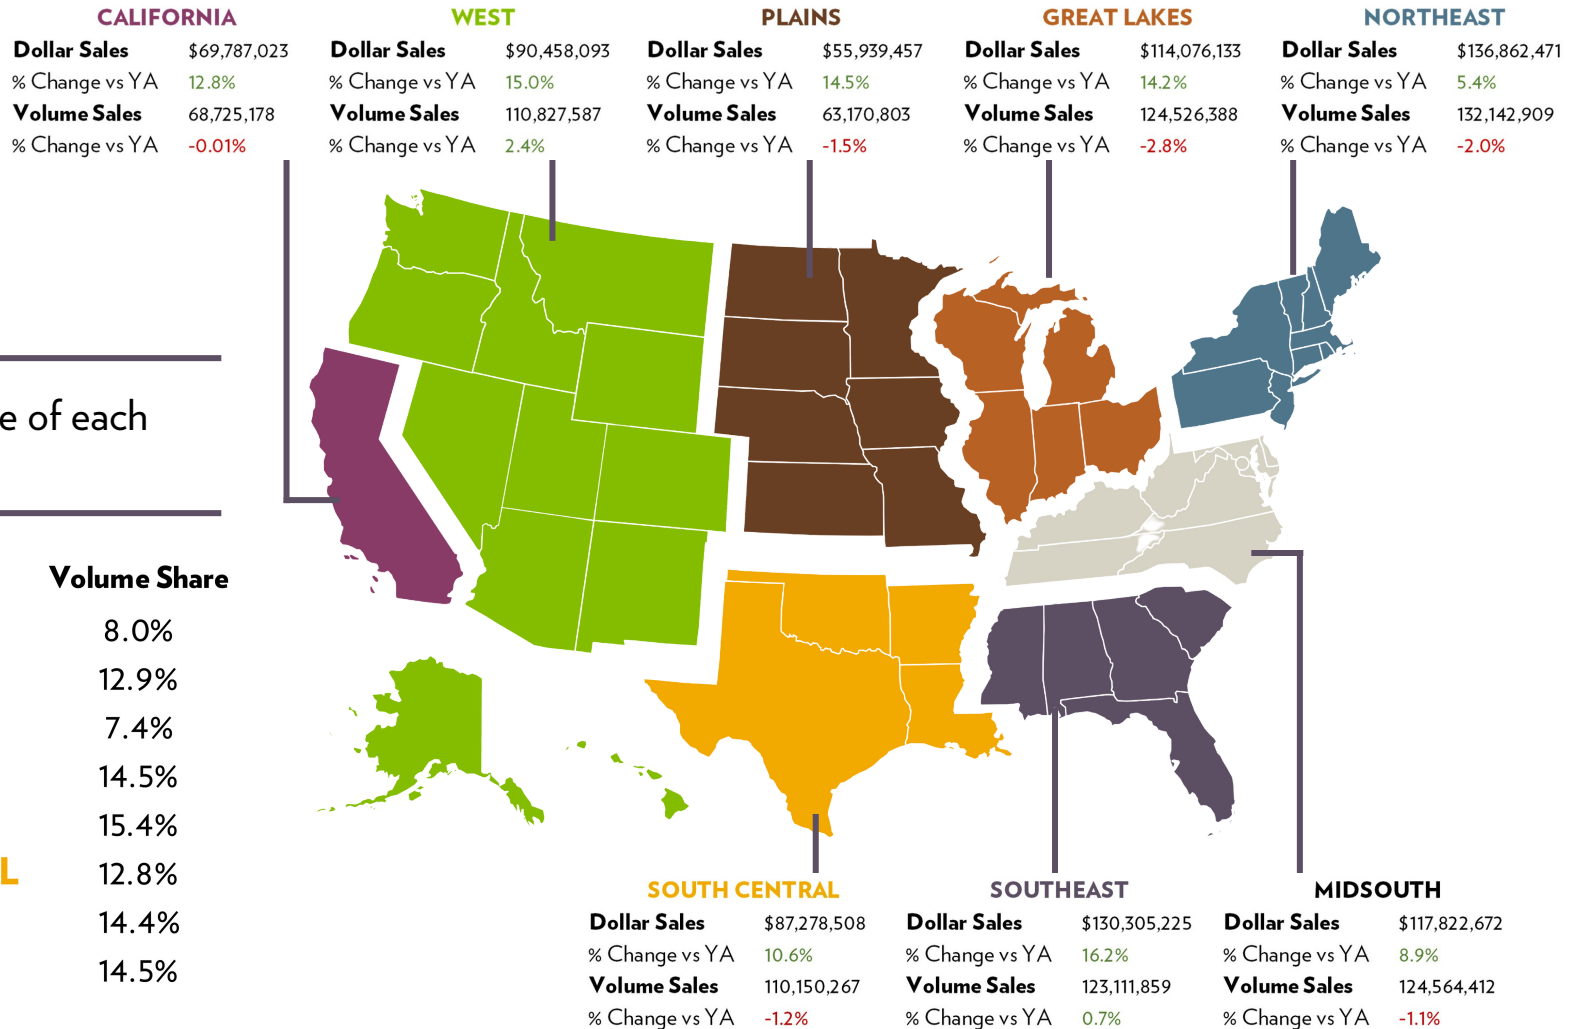 CALIFORNIA
Dollar Sales $69,787,023
% Change vs YA 12.8%
Volume Sales 68,725,178
% Change vs YA -0.01%
WEST
Dollar Sales $90,458,093
% Change vs YA 15.0%
Volume Sales 110,827,587
% Change vs YA 2.4%
PLAINS
Dollar Sales $55,939,457
% Change vs YA 14.5%
Volume Sales 63,170,803
% Change vs YA -1.5%
GREAT LAKES
Dollar Sales $114,076,133
% Change vs YA 14.2%
Volume Sales 124,526,388
% Change vs YA -2.8%
NORTHEAST
Dollar Sales $136,862,471
% Change vs YA 5.4%
Volume Sales 132,142,909
% Change vs YA -2.0%
e of each
Volume Share
8.0%
12.9%
7.4%
14.5%
15.4%
L 12.8%
14.4%
14.5%
SOUTH CENTRAL
Dollar Sales $87,278,508
% Change vs YA 10.6%
Volume Sales 110,150,267
% Change vs YA -1.2%
SOUTHEAST
Dollar Sales $130,305,225
% Change vs YA 16.2%
Volume Sales 123,111,859
% Change vs YA 0.7%
MIDSOUTH
Dollar Sales $117,822,672
% Change vs YA 8.9%
Volume Sales 124,564,412
% Change vs YA -1.1%